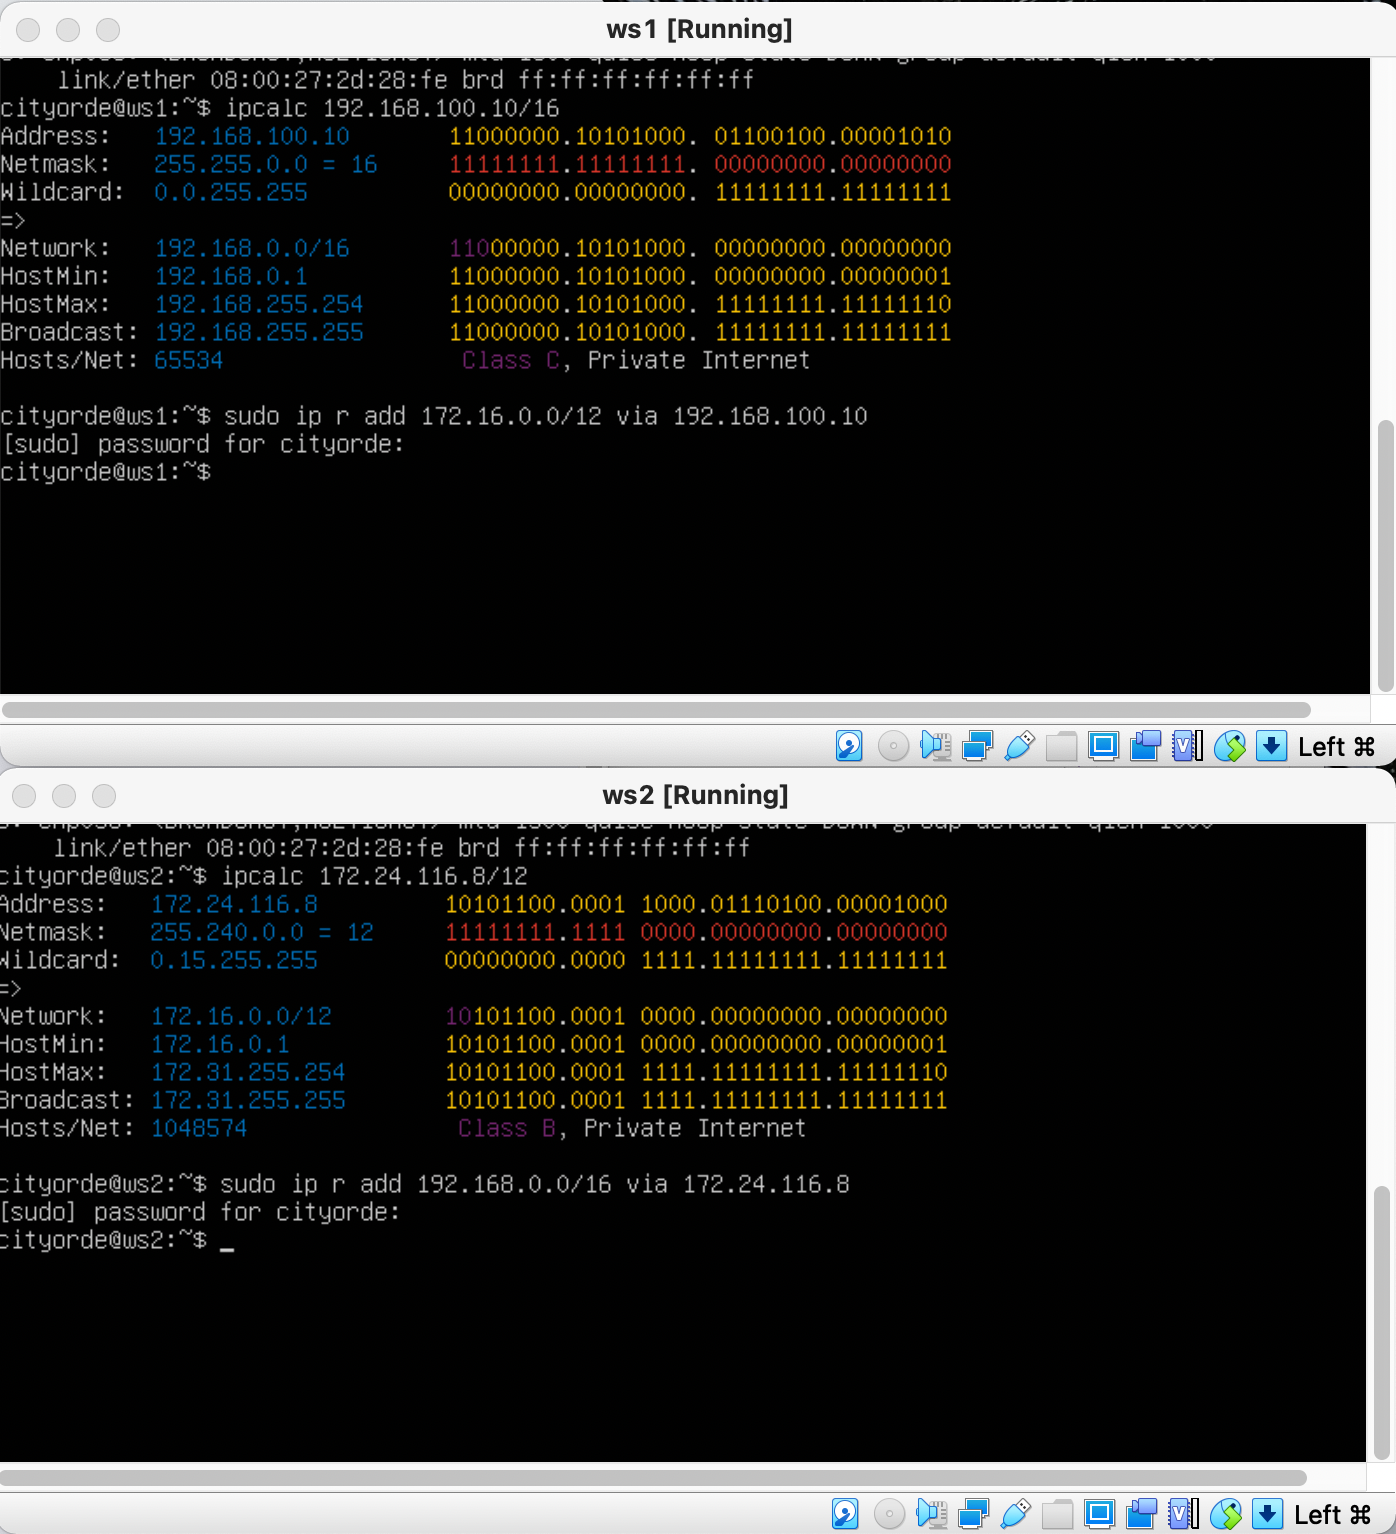 ws1 [Running]
link/ether 08:00:27:2d:28:fe brd ff:ff:ff:ff:ff:ff
cityorde@ws1:~$ ipcalc 192.168.100.10/16
Address: 192.168.100.10 11000000.10101000. 01100100.00001010
Netmask: 255.255.0.0 = 16 11111111.11111111. 00000000.00000000
Wildcard: 0.0.255.255 00000000.00000000. 11111111.11111111
=>
Network: 192.168.0.0/16 11000000.10101000. 00000000.00000000
HostMin: 192.168.0.1 11000000.10101000. 00000000.00000001
HostMax: 192.168.255.254 11000000.10101000. 11111111.11111110
Broadcast: 192.168.255.255 11000000.10101000. 11111111.11111111
Hosts/Net: 65534 Class C, Private Internet
cityorde@ws1:~$ sudo ip r add 172.16.0.0/12 via 192.168.100.10
[sudo] password for cityorde:
cityorde@ws1:~$
Left ⌘
ws2 [Running]
link/ether 08:00:27:2d:28:fe brd ff:ff:ff:ff:ff:ff
cityorde@ws2:~$ ipcalc 172.24.116.8/12
Address: 172.24.116.8 10101100.0001 1000.01110100.00001000
Netmask: 255.240.0.0 = 12 11111111.1111 0000.00000000.00000000
Wildcard: 0.15.255.255 00000000.0000 1111.11111111.11111111
=>
Network: 172.16.0.0/12 10101100.0001 0000.00000000.00000000
HostMin: 172.16.0.1 10101100.0001 0000.00000000.00000001
HostMax: 172.31.255.254 10101100.0001 1111.11111111.11111110
Broadcast: 172.31.255.255 10101100.0001 1111.11111111.11111111
Hosts/Net: 1048574 Class B, Private Internet
cityorde@ws2:~$ sudo ip r add 192.168.0.0/16 via 172.24.116.8
[sudo] password for cityorde:
cityorde@ws2:~$ _
Left ⌘